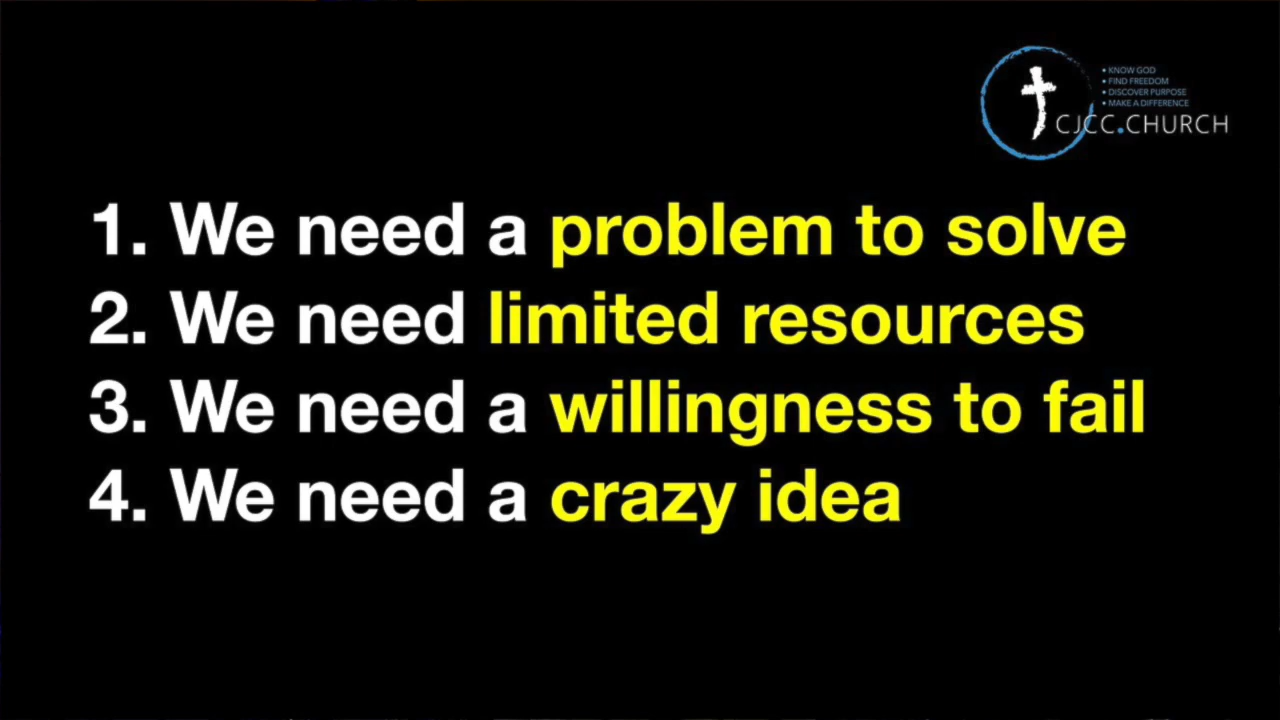 • KNOW GOD
• FIND FREEDOM
• DISCOVER PURPOSE
• MAKE A DIFFERENCE
CJCC.CHURCH
1. We need a problem to solve
2. We need limited resources
3. We need a willingness to fail
4. We need a crazy idea